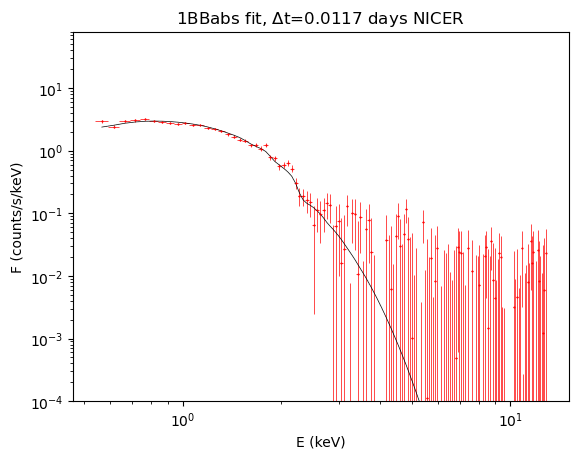 1BBabs fit, Δt=0.0117 days NICER
F (counts/s/keV)
10¹
10⁰
10⁻¹
10⁻²
10⁻³
10⁻⁴
10⁰ 10¹
E (keV)